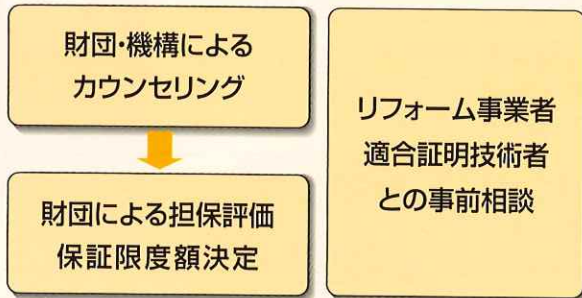 財団・機構による
カウンセリング
財団による担保評価
保証限度額決定
リフォーム事業者
適合証明技術者
との事前相談